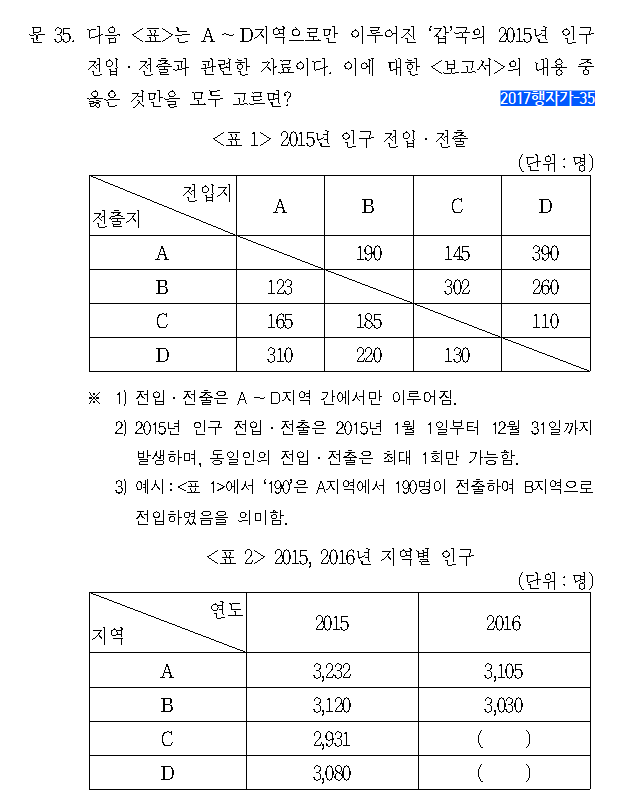 문 35. 다음 <표>는 A ~ D지역으로만 이루어진 ‘갑’국의 2015년 인구
전입 · 전출과 관련한 자료이다. 이에 대한 <보고서>의 내용 중
옳은 것만을 모두 고르면?
2017행자가-35
<표 1> 2015년 인구 전입 · 전출
(단위 : 명)
전입지
전출지
A B C D
A 190 145 390
B 123 302 260
C 165 185 110
D 310 220 130
※ 1) 전입 · 전출은 A ~ D지역 간에서만 이루어짐.
2) 2015년 인구 전입 · 전출은 2015년 1월 1일부터 12월 31일까지
발생하며, 동일인의 전입 · 전출은 최대 1회만 가능함.
3) 예시 : <표 1>에서 ‘190’은 A지역에서 190명이 전출하여 B지역으로
전입하였음을 의미함.
<표 2> 2015, 2016년 지역별 인구
(단위 : 명)
연도
지역
2015 2016
A 3,232 3,105
B 3,120 3,030
C 2,931 ( )
D 3,080 ( )